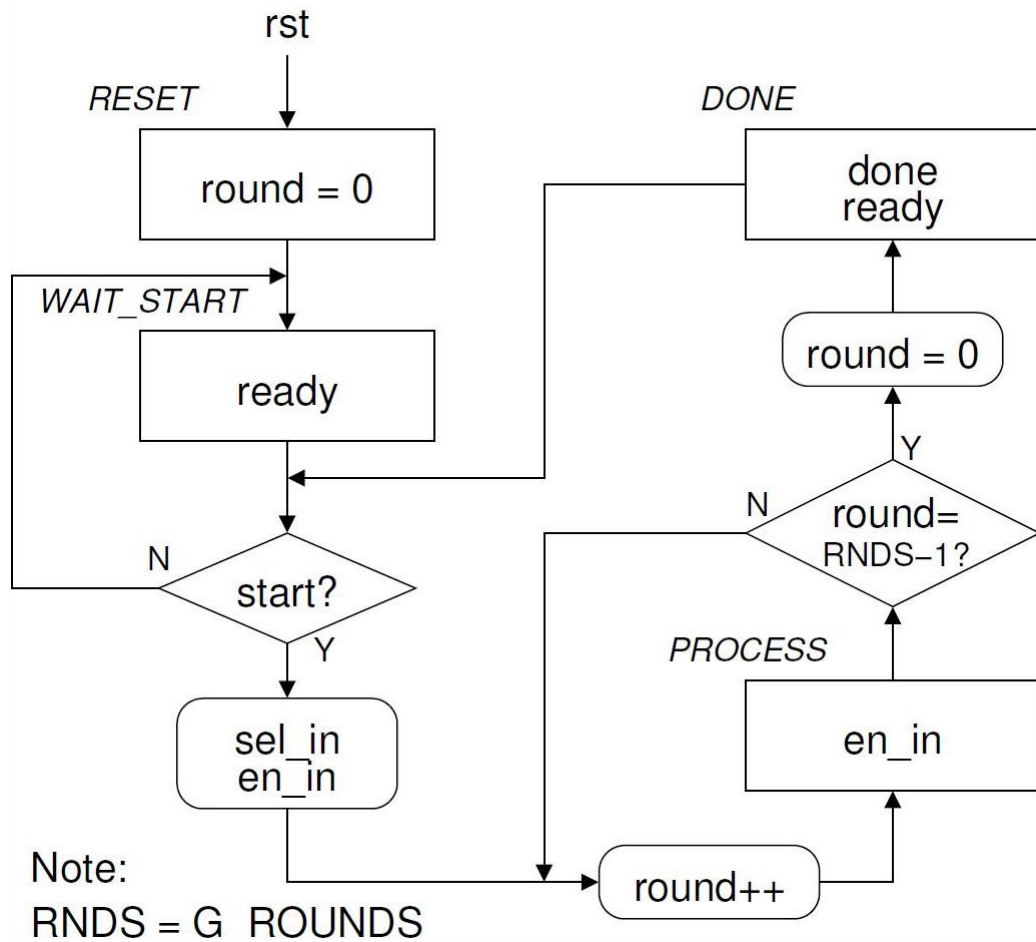 rst
RESET
round = 0
WAIT_START
ready
start?
N
Y
sel_in
en_in
Note:
RNDS = G ROUNDS
round++
PROCESS
en_in
round=
RNDS−1?
N
Y
round = 0
DONE
done
ready